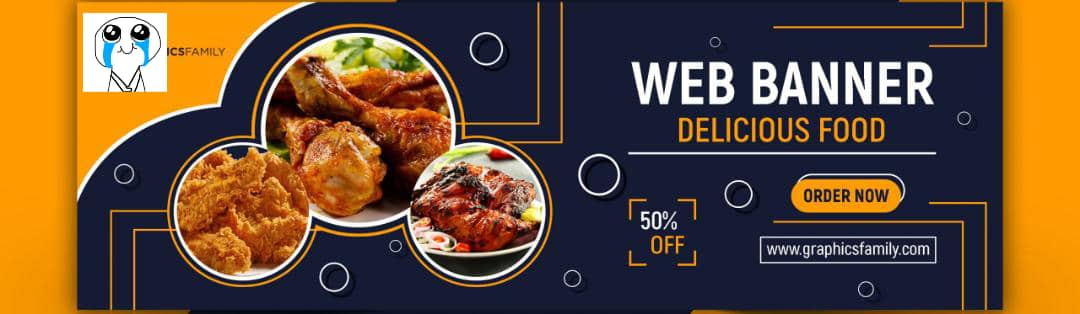 ICSFAMILY
WEB BANNER
DELICIOUS FOOD
ORDER NOW
50%
OFF
www.graphicsfamily.com